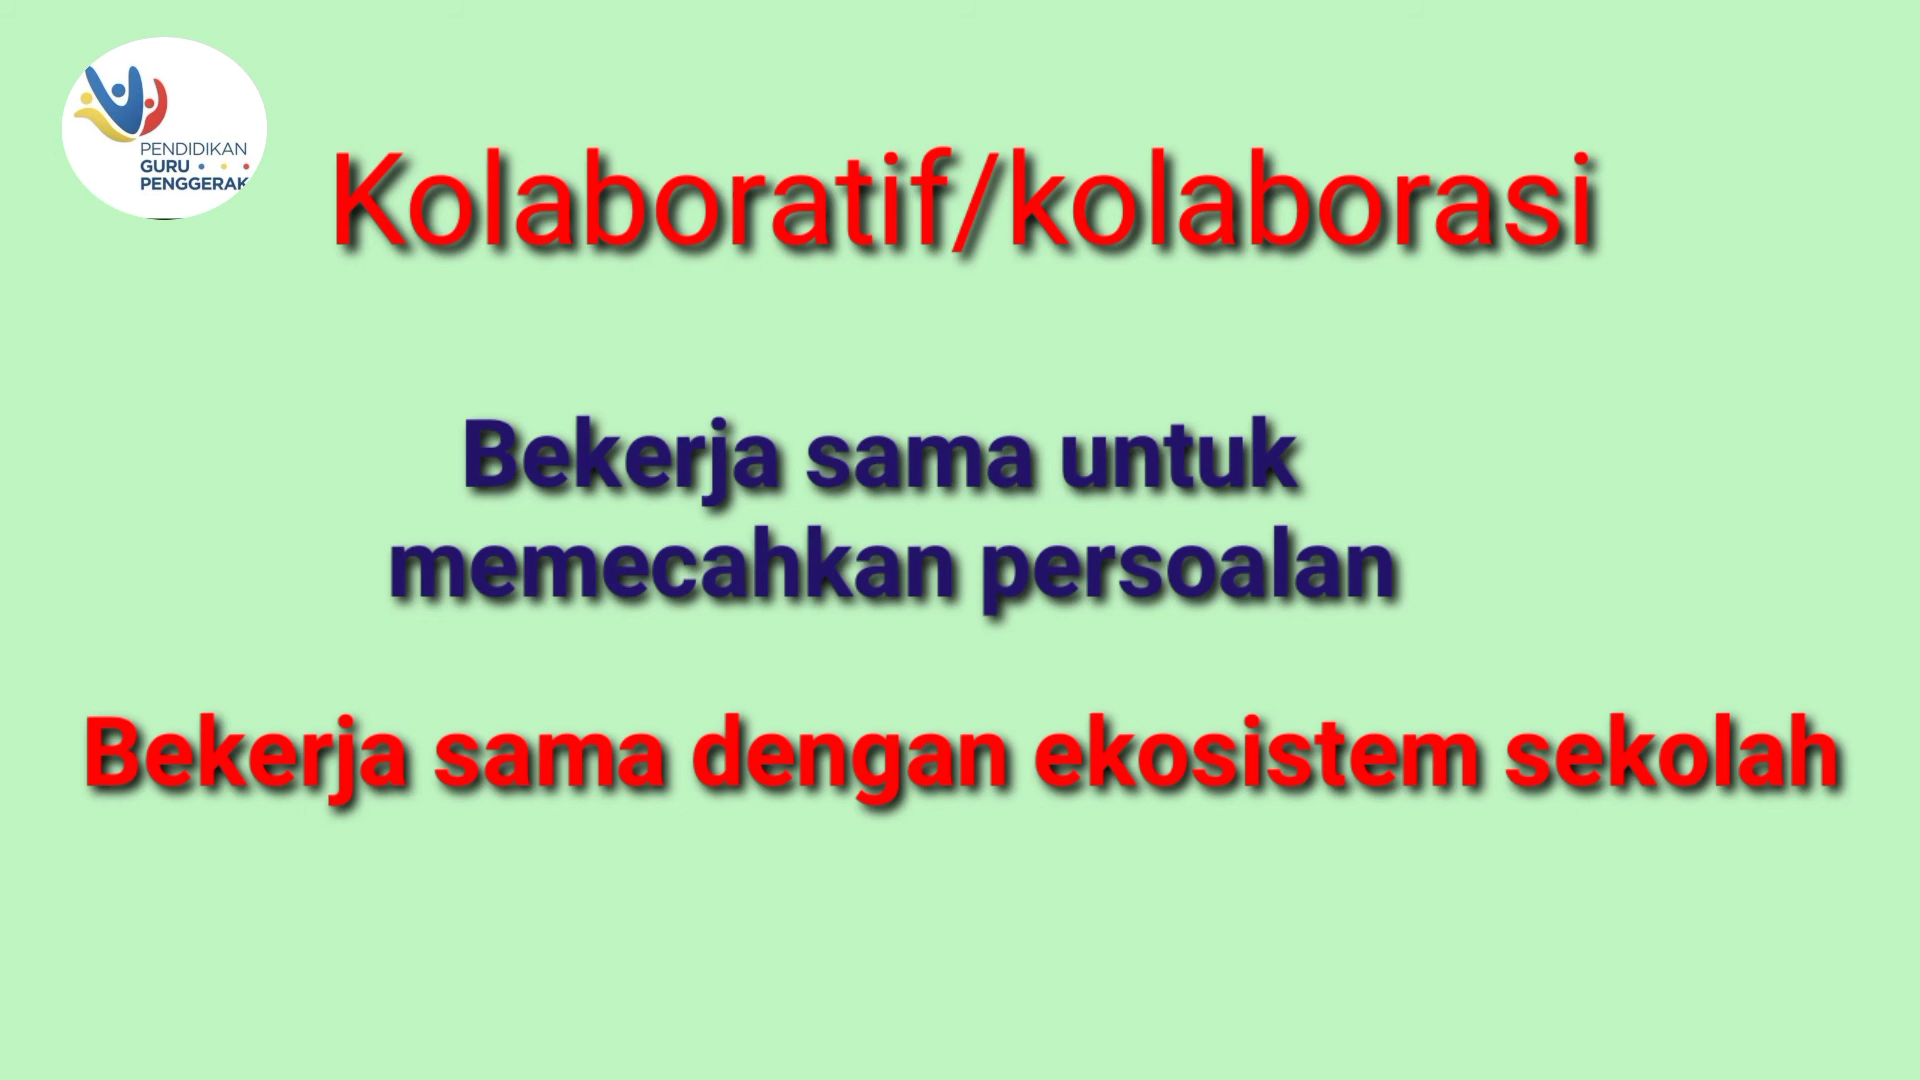 PENDIDIKAN
GURU
PENGGERAK
Kolaboratif/kolaborasi
Bekerja sama untuk
memecahkan persoalan
Bekerja sama dengan ekosistem sekolah